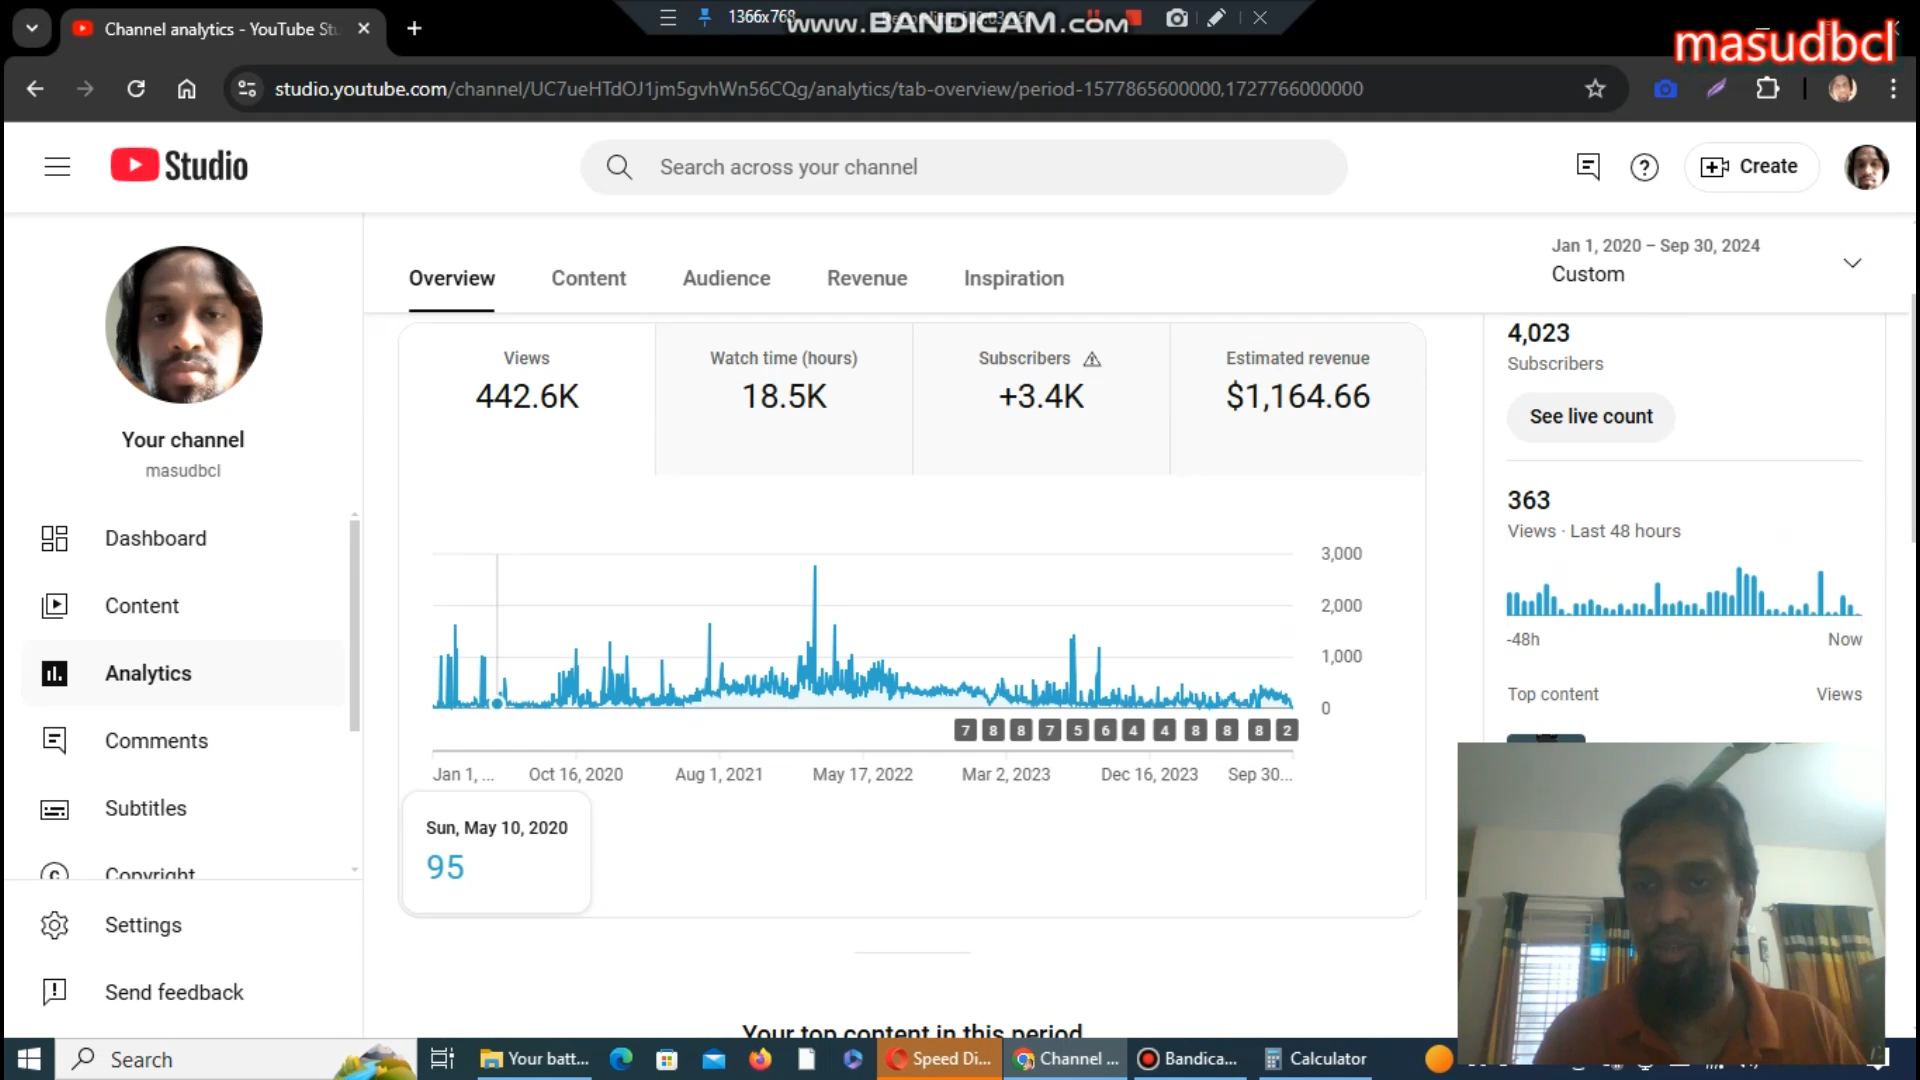 Channel analytics - YouTube Stu
1366x768
www.BANDICAM.com
masudbcl
studio.youtube.com/channel/UC7ueHTdOJ1jm5gvhWn56CQg/analytics/tab-overview/period-1577865600000,1727766000000
Studio
Search across your channel
Create
Jan 1, 2020 – Sep 30, 2024
Custom
Overview
Content
Audience
Revenue
Inspiration
Your channel
masudbcl
Dashboard
Content
Analytics
Comments
Subtitles
Copyright
Settings
Send feedback
Views
442.6K
Watch time (hours)
18.5K
Subscribers
+3.4K
Estimated revenue
$1,164.66
3,000
2,000
1,000
0
7 8 8 7 5 6 4 4 8 8 8 2
Jan 1, ...
Oct 16, 2020
Aug 1, 2021
May 17, 2022
Mar 2, 2023
Dec 16, 2023
Sep 30...
Sun, May 10, 2020
95
Your top content in this period
4,023
Subscribers
See live count
363
Views · Last 48 hours
-48h
Now
Top content
Views
Search
Your batt...
Speed Di...
Channel ...
Bandica...
Calculator